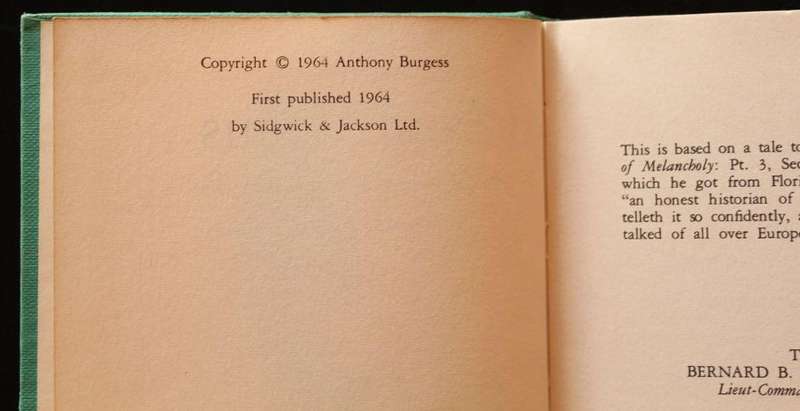 Copyright © 1964 Anthony Burgess
First published 1964
by Sidgwick & Jackson Ltd.
This is based on a tale
of Melancholy: Pt. 3,
which he got from
"an honest historian of
telleth it so confidently,
talked of all over
BERNARD B.